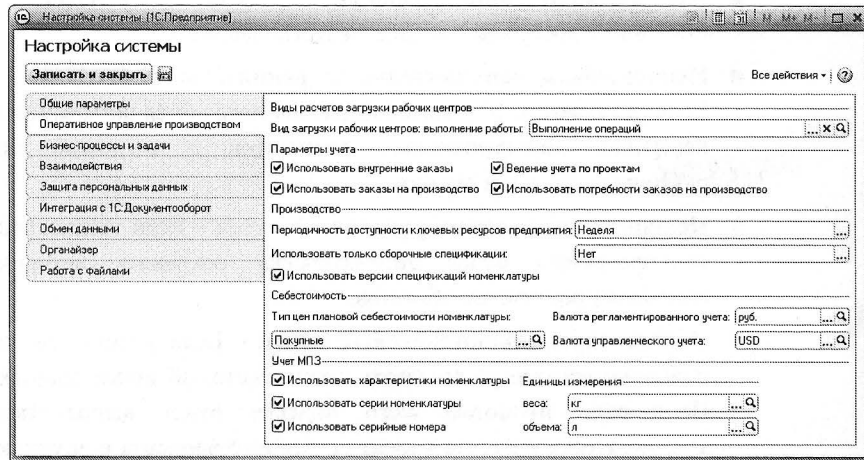 Настройка системы (1С:Предприятие)
M M+ M-
Настройка системы
Записать и закрыть
Все действия
Общие параметры
Оперативное управление производством
Бизнес-процессы и задачи
Взаимодействия
Защита персональных данных
Интеграция с 1С:Документооборот
Обмен данными
Органайзер
Работа с файлами
Виды расчетов загрузки рабочих центров
Вид загрузки рабочих центров: выполнение работы: Выполнение операций ... X
Параметры учета
Использовать внутренние заказы Ведение учета по проектам
Использовать заказы на производство Использовать потребности заказов на производство
Производство
Периодичность доступности ключевых ресурсов предприятия: Неделя ...
Использовать только сборочные спецификации: Нет ...
Использовать версии спецификаций номенклатуры
Себестоимость
Тип цен плановой себестоимости номенклатуры: Валюта регламентированного учета: руб. ...
Покупные ... Валюта управленческого учета: USD ...
Учет МПЗ
Использовать характеристики номенклатуры Единицы измерения
Использовать серии номенклатуры веса: кг ...
Использовать серийные номера объема: л ...